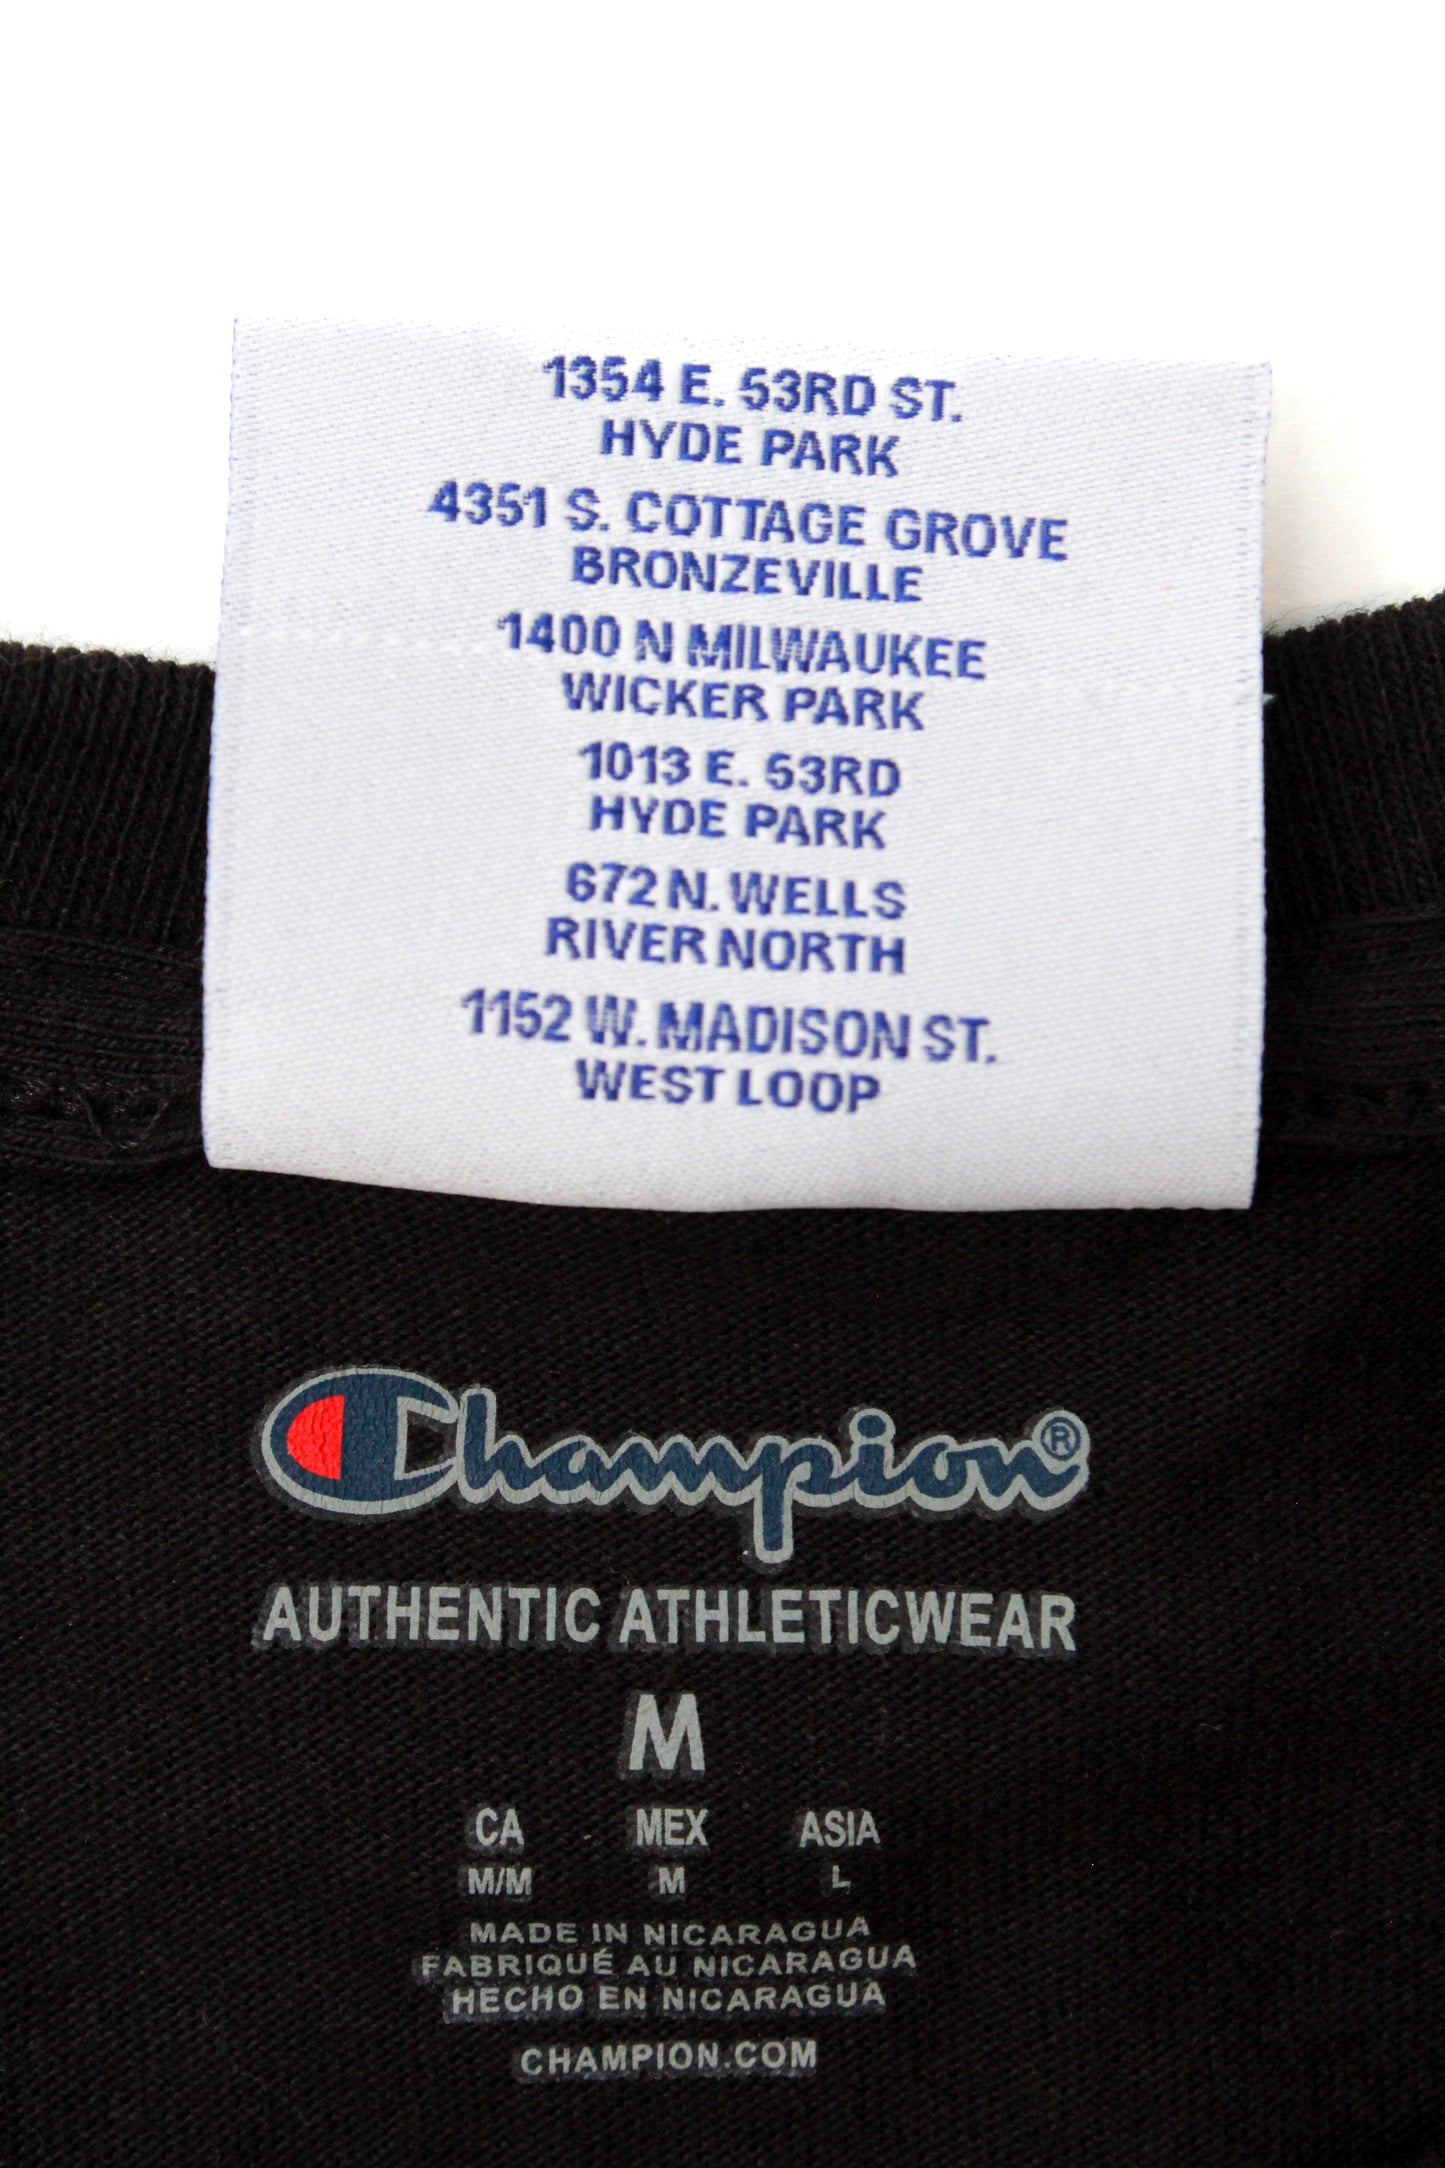 1354 E. 53RD ST.
HYDE PARK
4351 S. COTTAGE GROVE
BRONZEVILLE
1400 N MILWAUKEE
WICKER PARK
1013 E. 53RD
HYDE PARK
672 N. WELLS
RIVER NORTH
1152 W. MADISON ST.
WEST LOOP
Champion®
AUTHENTIC ATHLETICWEAR
M
CA MEX ASIA
M/M M L
MADE IN NICARAGUA
FABRIQUÉ AU NICARAGUA
HECHO EN NICARAGUA
CHAMPION.COM